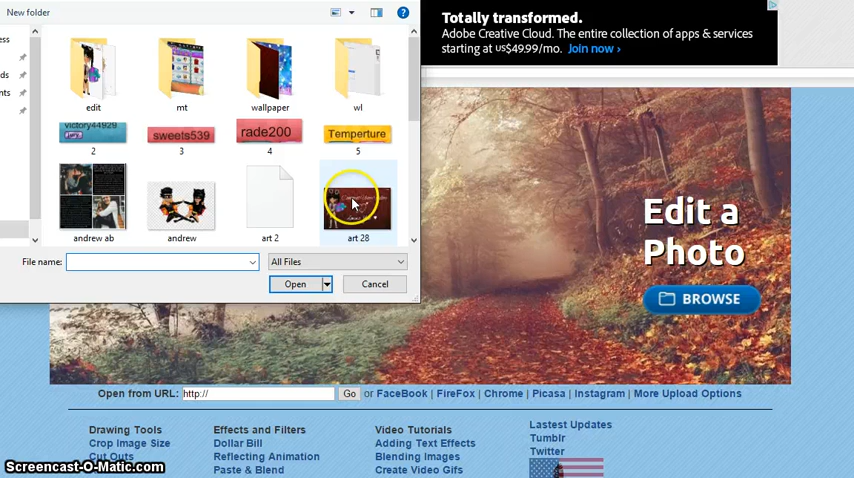 New folder
Totally transformed.
Adobe Creative Cloud. The entire collection of apps & services
starting at US$49.99/mo. Join now ›
ess
ds
nts
edit
mt
wallpaper
wl
victory44929
sweets539
rade200
Temperture
2
3
4
5
andrew ab
andrew
art 2
art 28
File name:
All Files
Open
Cancel
Edit a
Photo
BROWSE
Open from URL: http:// Go or FaceBook | FireFox | Chrome | Picasa | Instagram | More Upload Options
Drawing Tools
Crop Image Size
Cut Outs
Effects and Filters
Dollar Bill
Reflecting Animation
Paste & Blend
Video Tutorials
Adding Text Effects
Blending Images
Create Video Gifs
Lastest Updates
Tumblr
Twitter
Screencast-O-Matic.com